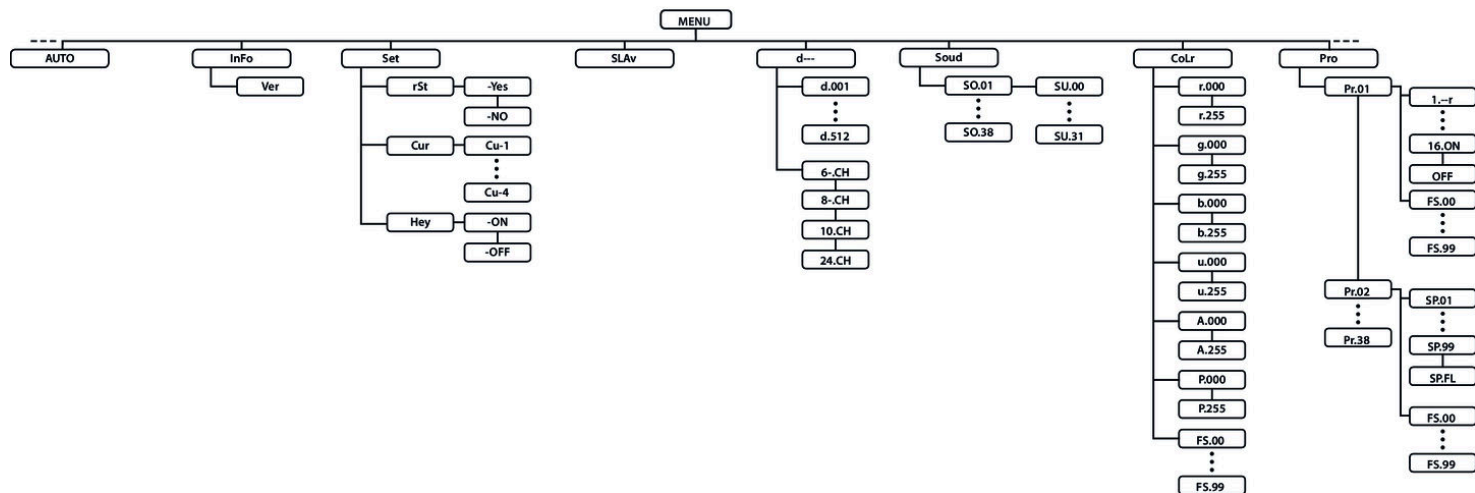 MENU
AUTO
InFo
Ver
Set
rSt
-Yes
-NO
Cur
Cu-1
Cu-4
Hey
-ON
-OFF
SLAv
d---
d.001
d.512
6-.CH
8-.CH
10.CH
24.CH
Soud
SO.01
SO.38
SU.00
SU.31
CoLr
r.000
r.255
g.000
g.255
b.000
b.255
u.000
u.255
A.000
A.255
P.000
P.255
FS.00
FS.99
Pro
Pr.01
1.--r
16.ON
OFF
FS.00
FS.99
Pr.02
Pr.38
SP.01
SP.99
SP.FL
FS.00
FS.99